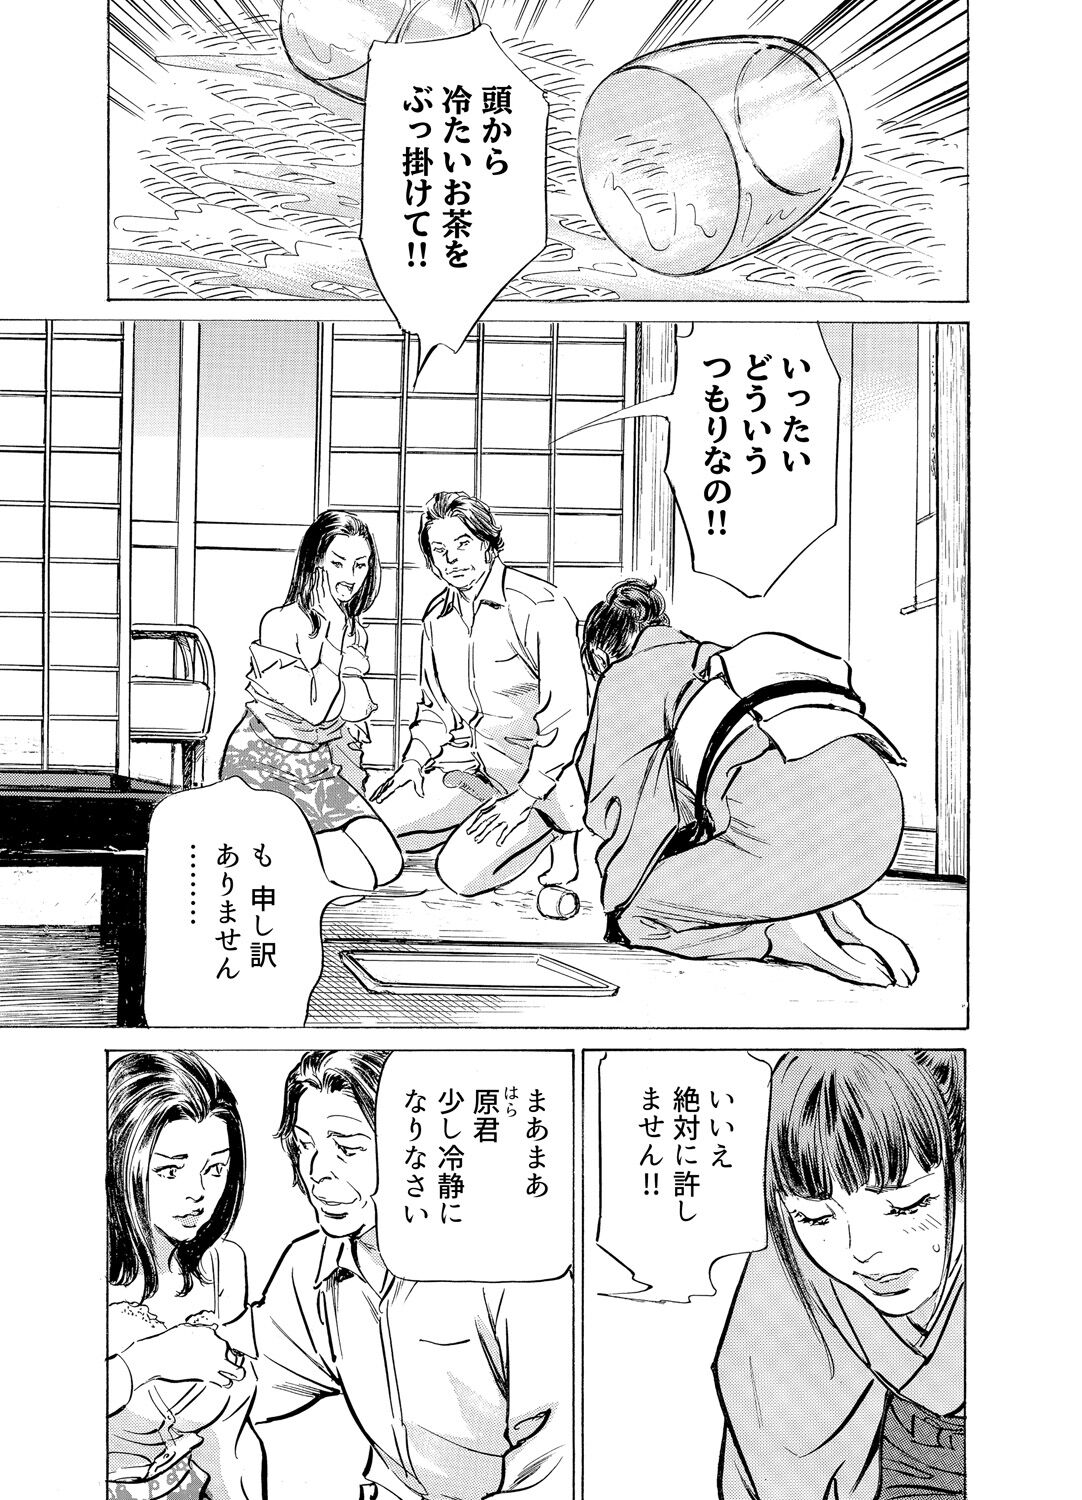 頭から
冷たいお茶を
ぶっ掛けて!!
いったい
どういう
つもりなの!!
も 申し訳
ありません
………
いいえ
絶対に許し
ません!!
まあまあ
原君
はら
少し冷静に
なりなさい